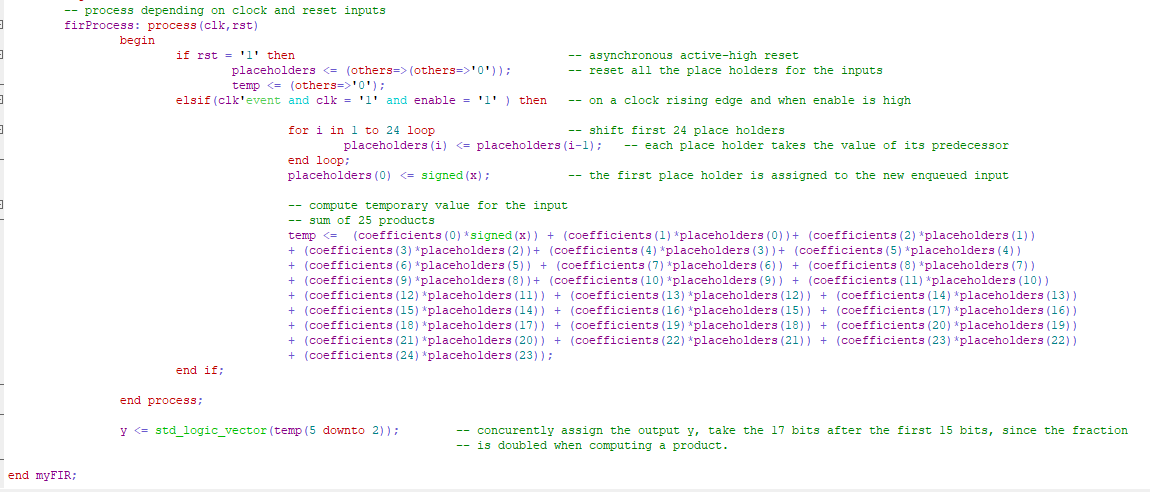 -- process depending on clock and reset inputs
firProcess: process(clk,rst)
begin
if rst = '1' then -- asynchronous active-high reset
placeholders <= (others=>(others=>'0')); -- reset all the place holders for the inputs
temp <= (others=>'0');
elsif(clk'event and clk = '1' and enable = '1' ) then -- on a clock rising edge and when enable is high
for i in 1 to 24 loop -- shift first 24 place holders
placeholders(i) <= placeholders(i-1); -- each place holder takes the value of its predecessor
end loop;
placeholders(0) <= signed(x); -- the first place holder is assigned to the new enqueued input
-- compute temporary value for the input
-- sum of 25 products
temp <= (coefficients(0)*signed(x)) + (coefficients(1)*placeholders(0))+ (coefficients(2)*placeholders(1))
+ (coefficients(3)*placeholders(2))+ (coefficients(4)*placeholders(3))+ (coefficients(5)*placeholders(4))
+ (coefficients(6)*placeholders(5)) + (coefficients(7)*placeholders(6)) + (coefficients(8)*placeholders(7))
+ (coefficients(9)*placeholders(8))+ (coefficients(10)*placeholders(9)) + (coefficients(11)*placeholders(10))
+ (coefficients(12)*placeholders(11)) + (coefficients(13)*placeholders(12)) + (coefficients(14)*placeholders(13))
+ (coefficients(15)*placeholders(14)) + (coefficients(16)*placeholders(15)) + (coefficients(17)*placeholders(16))
+ (coefficients(18)*placeholders(17)) + (coefficients(19)*placeholders(18)) + (coefficients(20)*placeholders(19))
+ (coefficients(21)*placeholders(20)) + (coefficients(22)*placeholders(21)) + (coefficients(23)*placeholders(22))
+ (coefficients(24)*placeholders(23));
end if;
end process;
y <= std_logic_vector(temp(5 downto 2)); -- concurently assign the output y, take the 17 bits after the first 15 bits, since the fraction
-- is doubled when computing a product.
end myFIR;